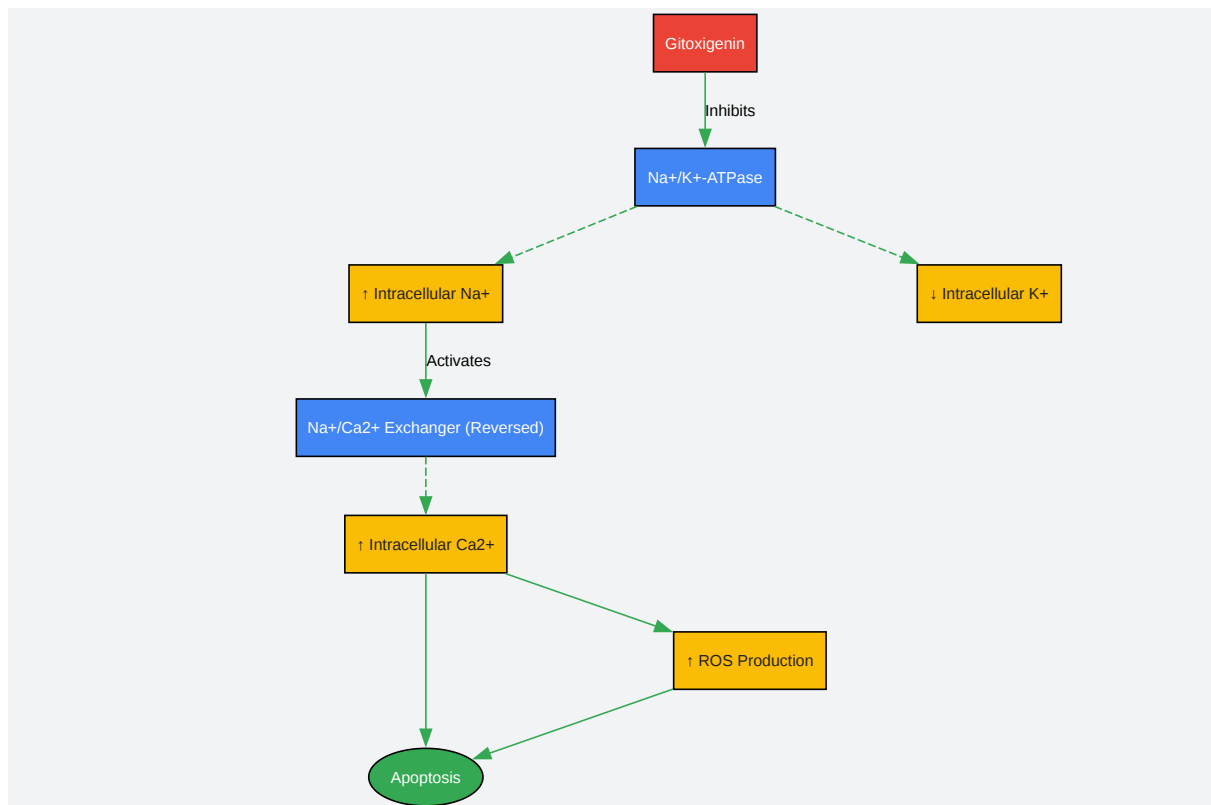 Gitoxigenin
Inhibits
Na+/K+-ATPase
↑ Intracellular Na+
↓ Intracellular K+
Activates
Na+/Ca2+ Exchanger (Reversed)
↑ Intracellular Ca2+
↑ ROS Production
Apoptosis